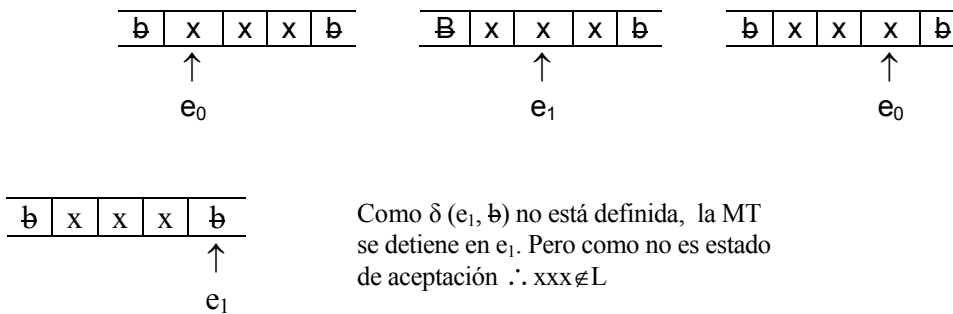 ƀ x x x ƀ
Ƀ x x x ƀ
ƀ x x x ƀ
↑ ↑ ↑
e₀ e₁ e₀
ƀ x x x ƀ
↑
e₁
Como δ (e₁, ƀ) no está definida, la MT
se detiene en e₁. Pero como no es estado
de aceptación ∴ xxx∉L